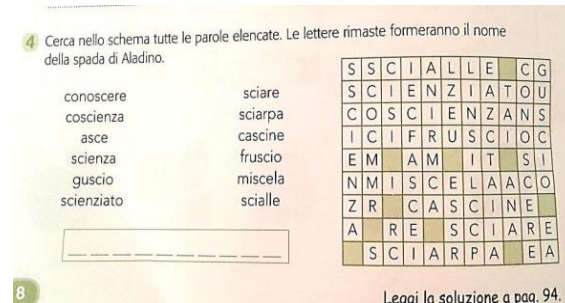 4 Cerca nello schema tutte le parole elencate. Le lettere rimaste formeranno il nome
della spada di Aladino.
conoscere sciare
coscienza sciarpa
asce cascine
scienza fruscio
guscio miscela
scienziato scialle
S S C I A L L E C G
S C I E N Z I A T O U
C O S C I E N Z A N S
I C I F R U S C I O C
E M A M I T S I
N M I S C E L A A C O
Z R C A S C I N E
A R E S C I A R E
S C I A R P A E A
8
Leggi la soluzione a pag. 94.